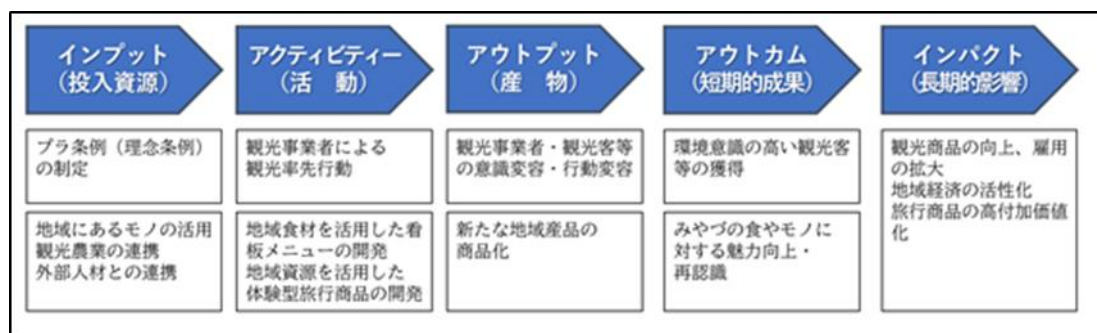 インプット
(投入資源)
アクティビティー
(活　動)
アウトプット
(産　物)
アウトカム
(短期的成果)
インパクト
(長期的影響)
プラ条例（理念条例）
の制定
観光事業者による
観光率先行動
観光事業者・観光客等
の意識変容・行動変容
環境意識の高い観光客
等の獲得
観光商品の向上、雇用
の拡大
地域経済の活性化
旅行商品の高付加価値
化
地域にあるモノの活用
観光農業の連携
外部人材との連携
地域食材を活用した看
板メニューの開発
地域資源を活用した
体験型旅行商品の開発
新たな地域産品の
商品化
みやづの食やモノに
対する魅力向上・
再認識